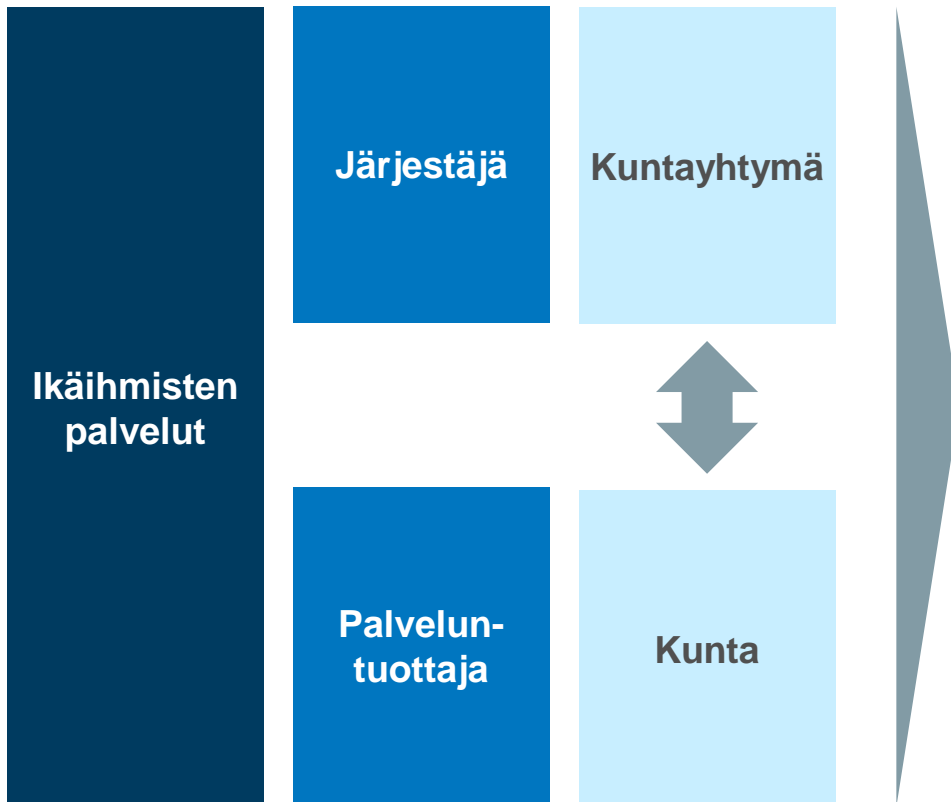 Ikäihmisten
palvelut
Järjestäjä
Kuntayhtymä
Palvelun-
tuottaja
Kunta